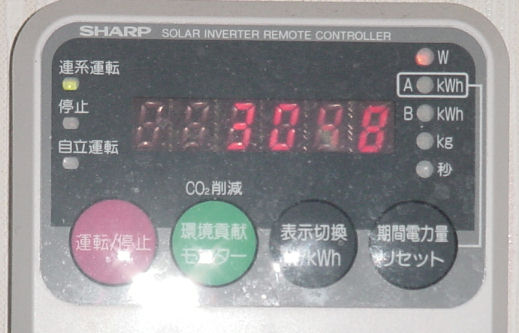 SHARP SOLAR INVERTER REMOTE CONTROLLER
連系運転
停止
自立運転
W
A kWh
B kWh
kg
秒
CO₂削減
運転/停止
環境貢献
モニター
表示切換
/kWh
期間電力量
リセット